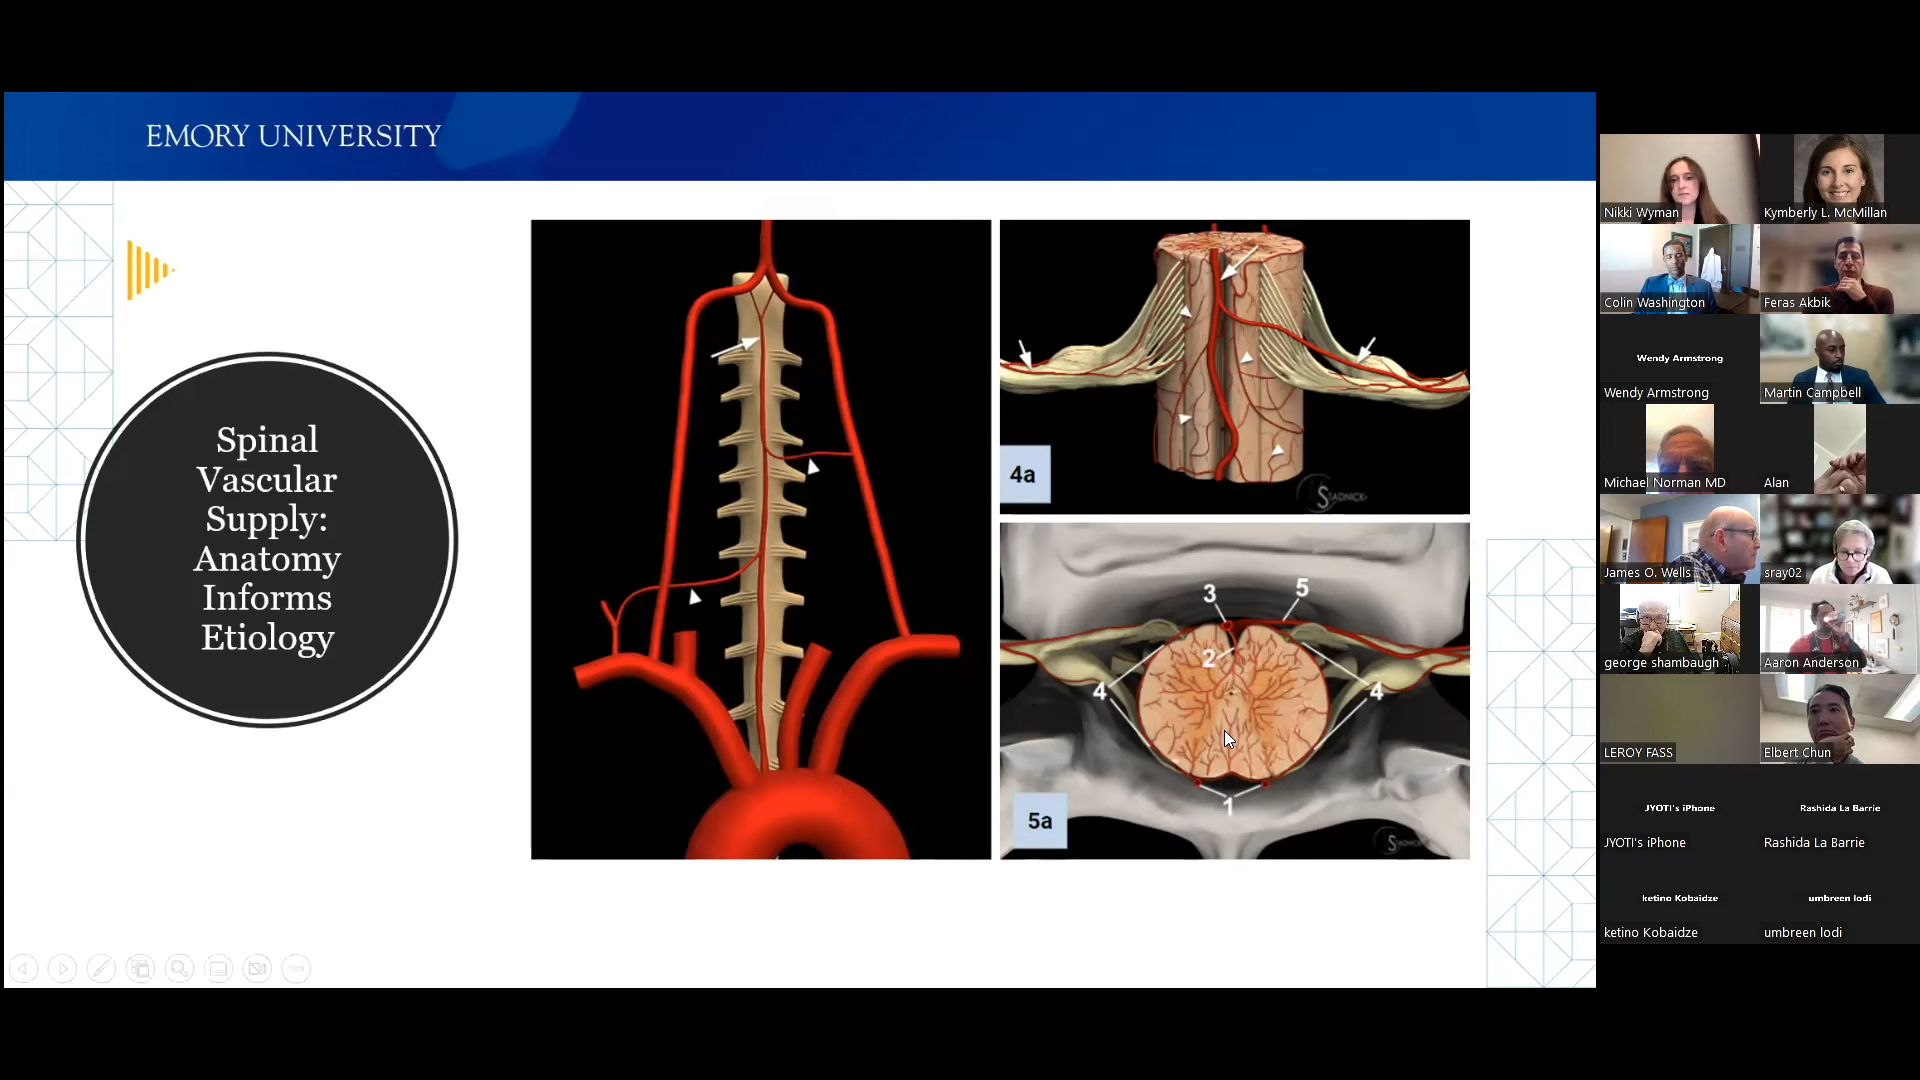 EMORY UNIVERSITY
Spinal
Vascular
Supply:
Anatomy
Informs
Etiology
4a
STADNICK
3
5
2
4
4
1
5a
STADNICK
Nikki Wyman
Kymberly L. McMillan
Colin Washington
Feras Akbik
Wendy Armstrong
Wendy Armstrong
Martin Campbell
Michael Norman MD
Alan
James O. Wells
sray02
george shambaugh
Aaron Anderson
LEROY FASS
Elbert Chun
JYOTI's iPhone
Rashida La Barrie
JYOTI's iPhone
Rashida La Barrie
ketino Kobaidze
umbreen lodi
ketino Kobaidze
umbreen lodi